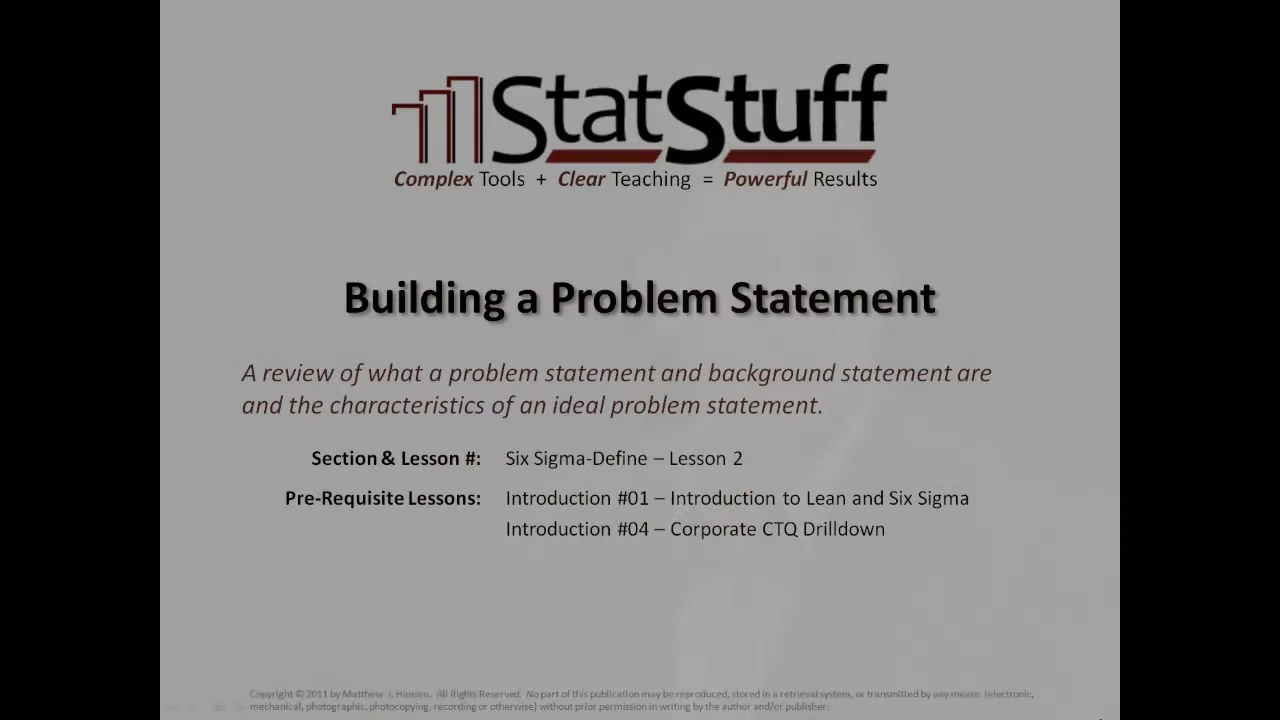 StatStuff
Complex Tools + Clear Teaching = Powerful Results
Building a Problem Statement
A review of what a problem statement and background statement are
and the characteristics of an ideal problem statement.
Section & Lesson #: Six Sigma-Define – Lesson 2
Pre-Requisite Lessons: Introduction #01 – Introduction to Lean and Six Sigma
Introduction #04 – Corporate CTQ Drilldown
Copyright © 2011 by Matthew J. Hansen. All Rights Reserved. No part of this publication may be reproduced, stored in a retrieval system, or transmitted by any means (electronic,
mechanical, photographic, photocopying, recording or otherwise) without prior permission in writing by the author and/or publisher.